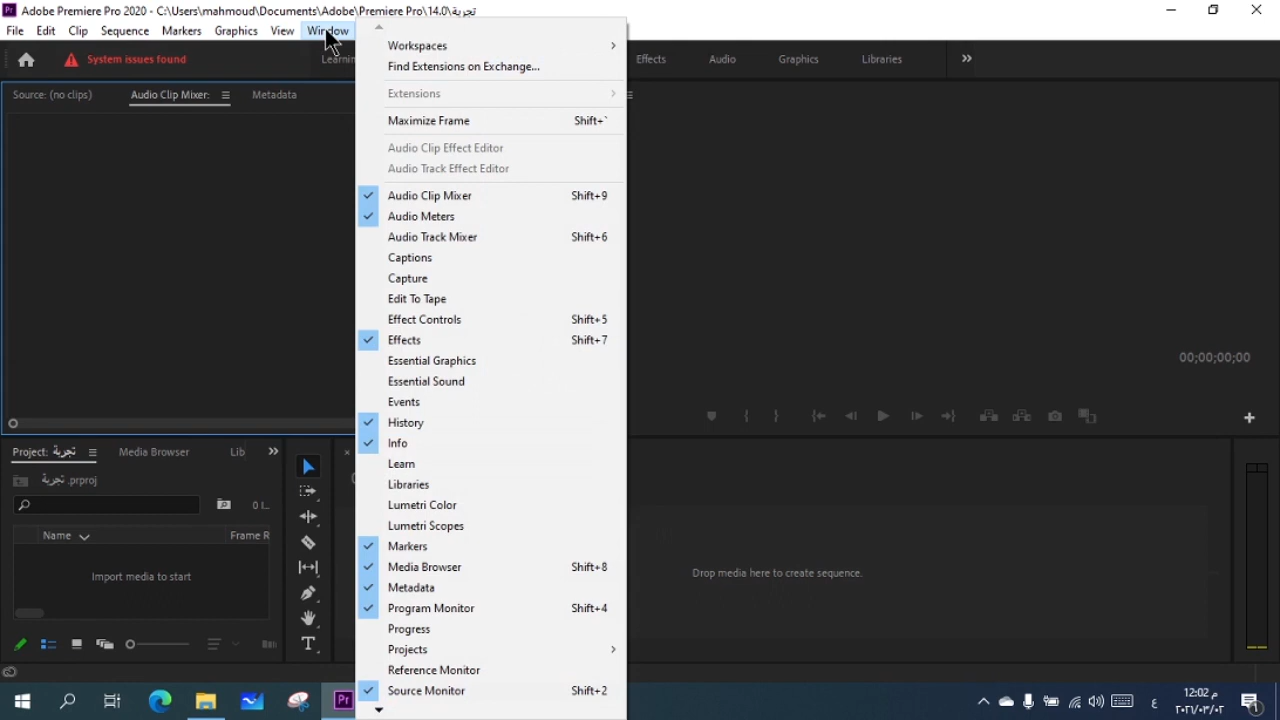 Adobe Premiere Pro 2020 - C:\Users\mahmoud\Documents\Adobe\Premiere Pro\14.0\تجربة
File Edit Clip Sequence Markers Graphics View Window
System issues found
Effects Audio Graphics Libraries
Source: (no clips) Audio Clip Mixer: Metadata
Workspaces
Find Extensions on Exchange...
Extensions
Maximize Frame Shift+`
Audio Clip Effect Editor
Audio Track Effect Editor
Audio Clip Mixer Shift+9
Audio Meters
Audio Track Mixer Shift+6
Captions
Capture
Edit To Tape
Effect Controls Shift+5
Effects Shift+7
Essential Graphics
Essential Sound
Events
History
Info
Learn
Libraries
Lumetri Color
Lumetri Scopes
Markers
Media Browser Shift+8
Metadata
Program Monitor Shift+4
Progress
Projects
Reference Monitor
Source Monitor Shift+2
00;00;00;00
Project: تجربة Media Browser Lib
تجربة .prproj
0 I...
Name Frame R
Import media to start
Drop media here to create sequence.
Pr
ع
م 12:02
٢٠٢١/٠٣/٠٢
1